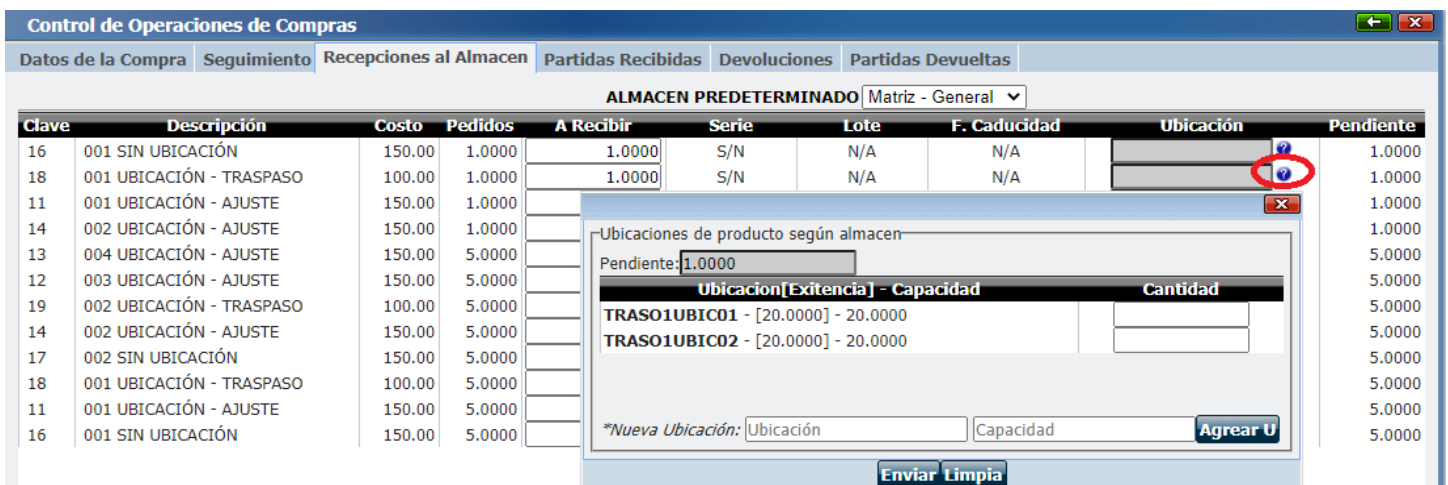 Control de Operaciones de Compras
Datos de la Compra Seguimiento Recepciones al Almacen Partidas Recibidas Devoluciones Partidas Devueltas
ALMACEN PREDETERMINADO Matriz - General
Clave Descripción Costo Pedidos A Recibir Serie Lote F. Caducidad Ubicación Pendiente
16 001 SIN UBICACIÓN 150.00 1.0000 1.0000 S/N N/A N/A ? 1.0000
18 001 UBICACIÓN - TRASPASO 100.00 1.0000 1.0000 S/N N/A N/A ? 1.0000
11 001 UBICACIÓN - AJUSTE 150.00 1.0000 1.0000
14 002 UBICACIÓN - AJUSTE 150.00 1.0000 1.0000
13 004 UBICACIÓN - AJUSTE 150.00 5.0000 5.0000
12 003 UBICACIÓN - AJUSTE 150.00 5.0000 5.0000
19 002 UBICACIÓN - TRASPASO 100.00 5.0000 5.0000
14 002 UBICACIÓN - AJUSTE 150.00 5.0000 5.0000
17 002 SIN UBICACIÓN 150.00 5.0000 5.0000
18 001 UBICACIÓN - TRASPASO 100.00 5.0000 5.0000
11 001 UBICACIÓN - AJUSTE 150.00 5.0000 5.0000
16 001 SIN UBICACIÓN 150.00 5.0000 5.0000
Ubicaciones de producto según almacen
Pendiente: 1.0000
Ubicacion[Exitencia] - Capacidad Cantidad
TRASO1UBIC01 - [20.0000] - 20.0000
TRASO1UBIC02 - [20.0000] - 20.0000
*Nueva Ubicación: Ubicación Capacidad Agrear U
Enviar Limpia